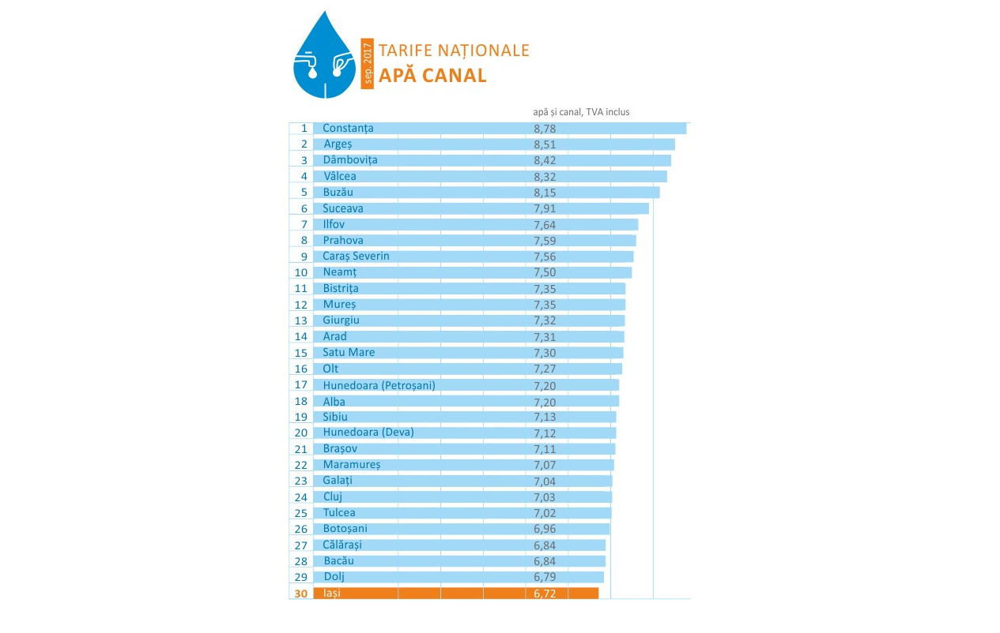 sep. 2017
TARIFE NAȚIONALE
APĂ CANAL
apă și canal, TVA inclus
1 Constanța 8,78
2 Argeș 8,51
3 Dâmbovița 8,42
4 Vâlcea 8,32
5 Buzău 8,15
6 Suceava 7,91
7 Ilfov 7,64
8 Prahova 7,59
9 Caraș Severin 7,56
10 Neamț 7,50
11 Bistrița 7,35
12 Mureș 7,35
13 Giurgiu 7,32
14 Arad 7,31
15 Satu Mare 7,30
16 Olt 7,27
17 Hunedoara (Petroșani) 7,20
18 Alba 7,20
19 Sibiu 7,13
20 Hunedoara (Deva) 7,12
21 Brașov 7,11
22 Maramureș 7,07
23 Galați 7,04
24 Cluj 7,03
25 Tulcea 7,02
26 Botoșani 6,96
27 Călărași 6,84
28 Bacău 6,84
29 Dolj 6,79
30 Iași 6,72